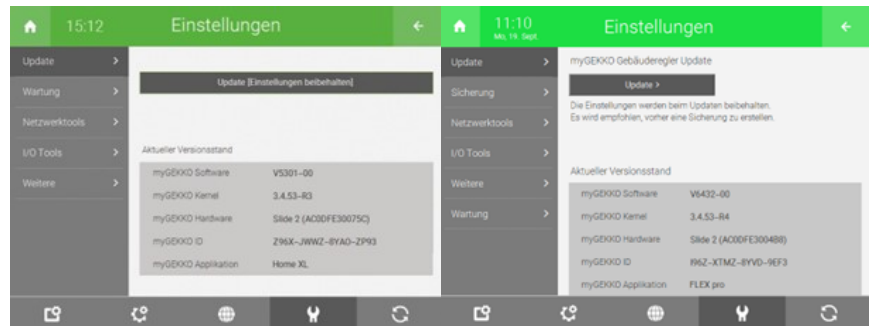 15:12
Einstellungen
Update
Wartung
Netzwerktools
I/O Tools
Weitere
Update [Einstellungen beibehalten]
Aktueller Versionsstand
myGEKKO Software V5301-00
myGEKKO Kernel 3.4.53-R3
myGEKKO Hardware Slide 2 (AC0DFE30075C)
myGEKKO ID Z96X-JWWZ-8YAO-ZP93
myGEKKO Applikation Home XL
11:10
Mo, 19. Sept.
Einstellungen
Update
Sicherung
Netzwerktools
I/O Tools
Weitere
Wartung
myGEKKO Gebäuderegler Update
Update >
Die Einstellungen werden beim Updaten beibehalten.
Es wird empfohlen, vorher eine Sicherung zu erstellen.
Aktueller Versionsstand
myGEKKO Software V6432-00
myGEKKO Kernel 3.4.53-R4
myGEKKO Hardware Slide 2 (AC0DFE3004B8)
myGEKKO ID I96Z-XTMZ-8YVD-9EF3
myGEKKO Applikation FLEX pro